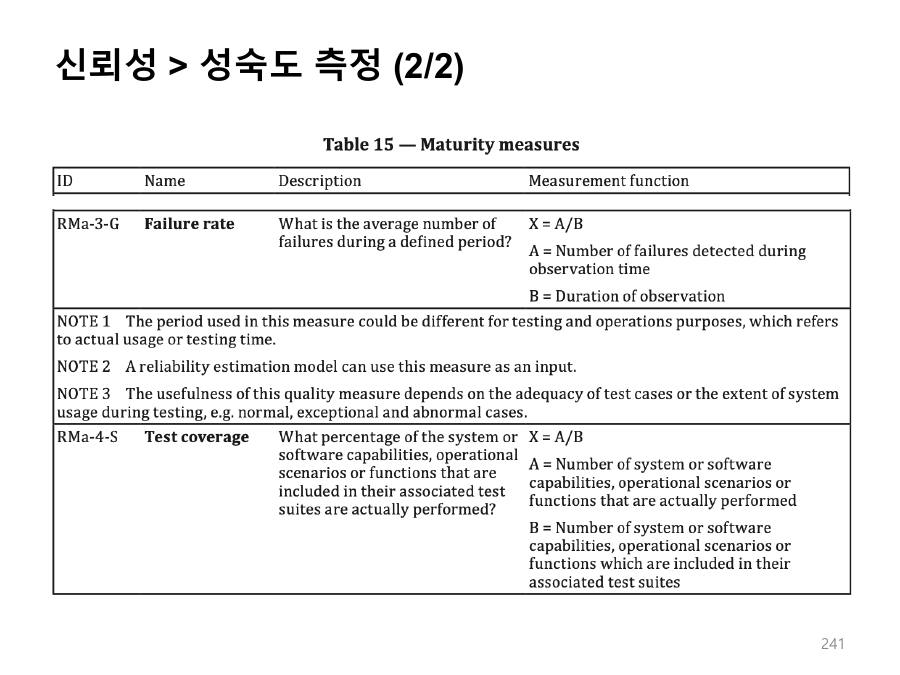 신뢰성 > 성숙도 측정 (2/2)
Table 15 — Maturity measures
ID Name Description Measurement function
RMa-3-G Failure rate What is the average number of failures during a defined period? X = A/B
A = Number of failures detected during observation time
B = Duration of observation
NOTE 1 The period used in this measure could be different for testing and operations purposes, which refers
to actual usage or testing time.
NOTE 2 A reliability estimation model can use this measure as an input.
NOTE 3 The usefulness of this quality measure depends on the adequacy of test cases or the extent of system
usage during testing, e.g. normal, exceptional and abnormal cases.
RMa-4-S Test coverage What percentage of the system or
software capabilities, operational
scenarios or functions that are
included in their associated test
suites are actually performed?
X = A/B
A = Number of system or software
capabilities, operational scenarios or
functions that are actually performed
B = Number of system or software
capabilities, operational scenarios or
functions which are included in their
associated test suites
241